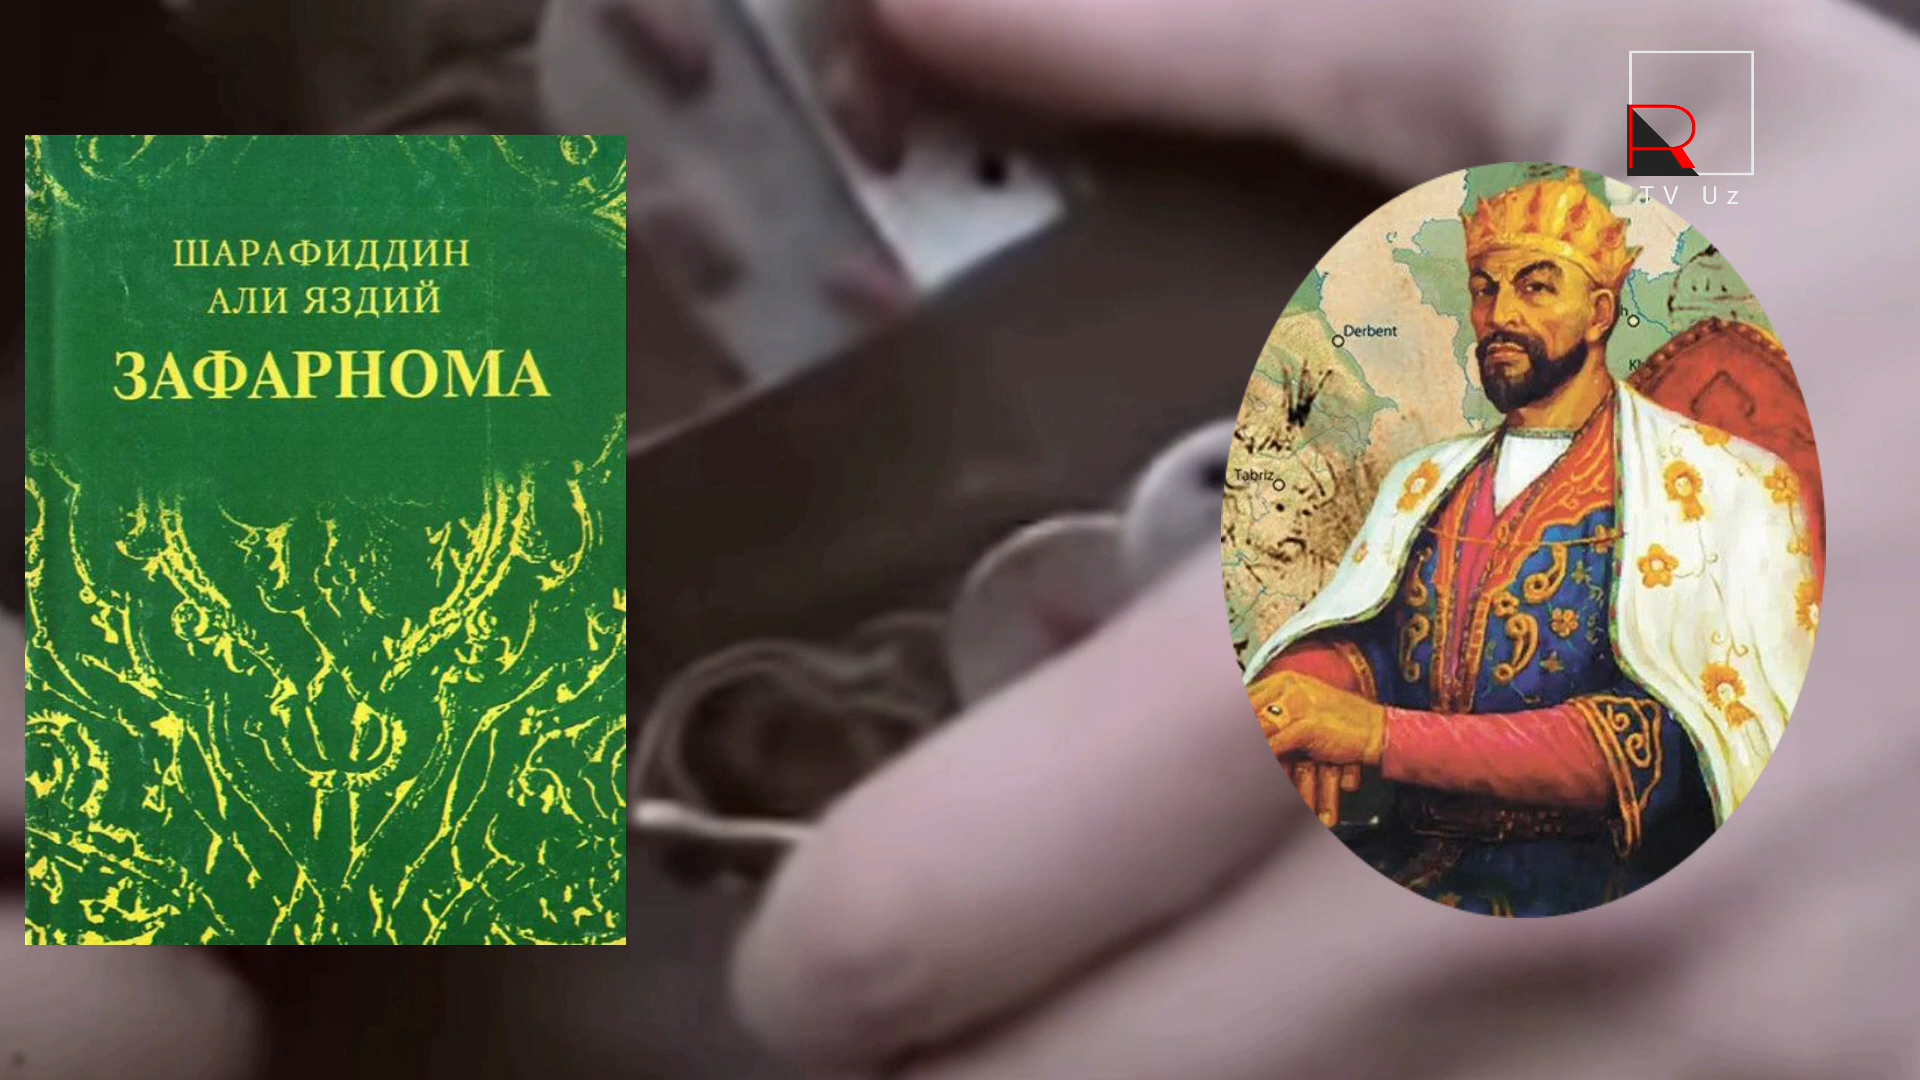 ШАРАФИДДИН
АЛИ ЯЗДИЙ
ЗАФАРНОМА
R
TV Uz
Derbent
Tabriz